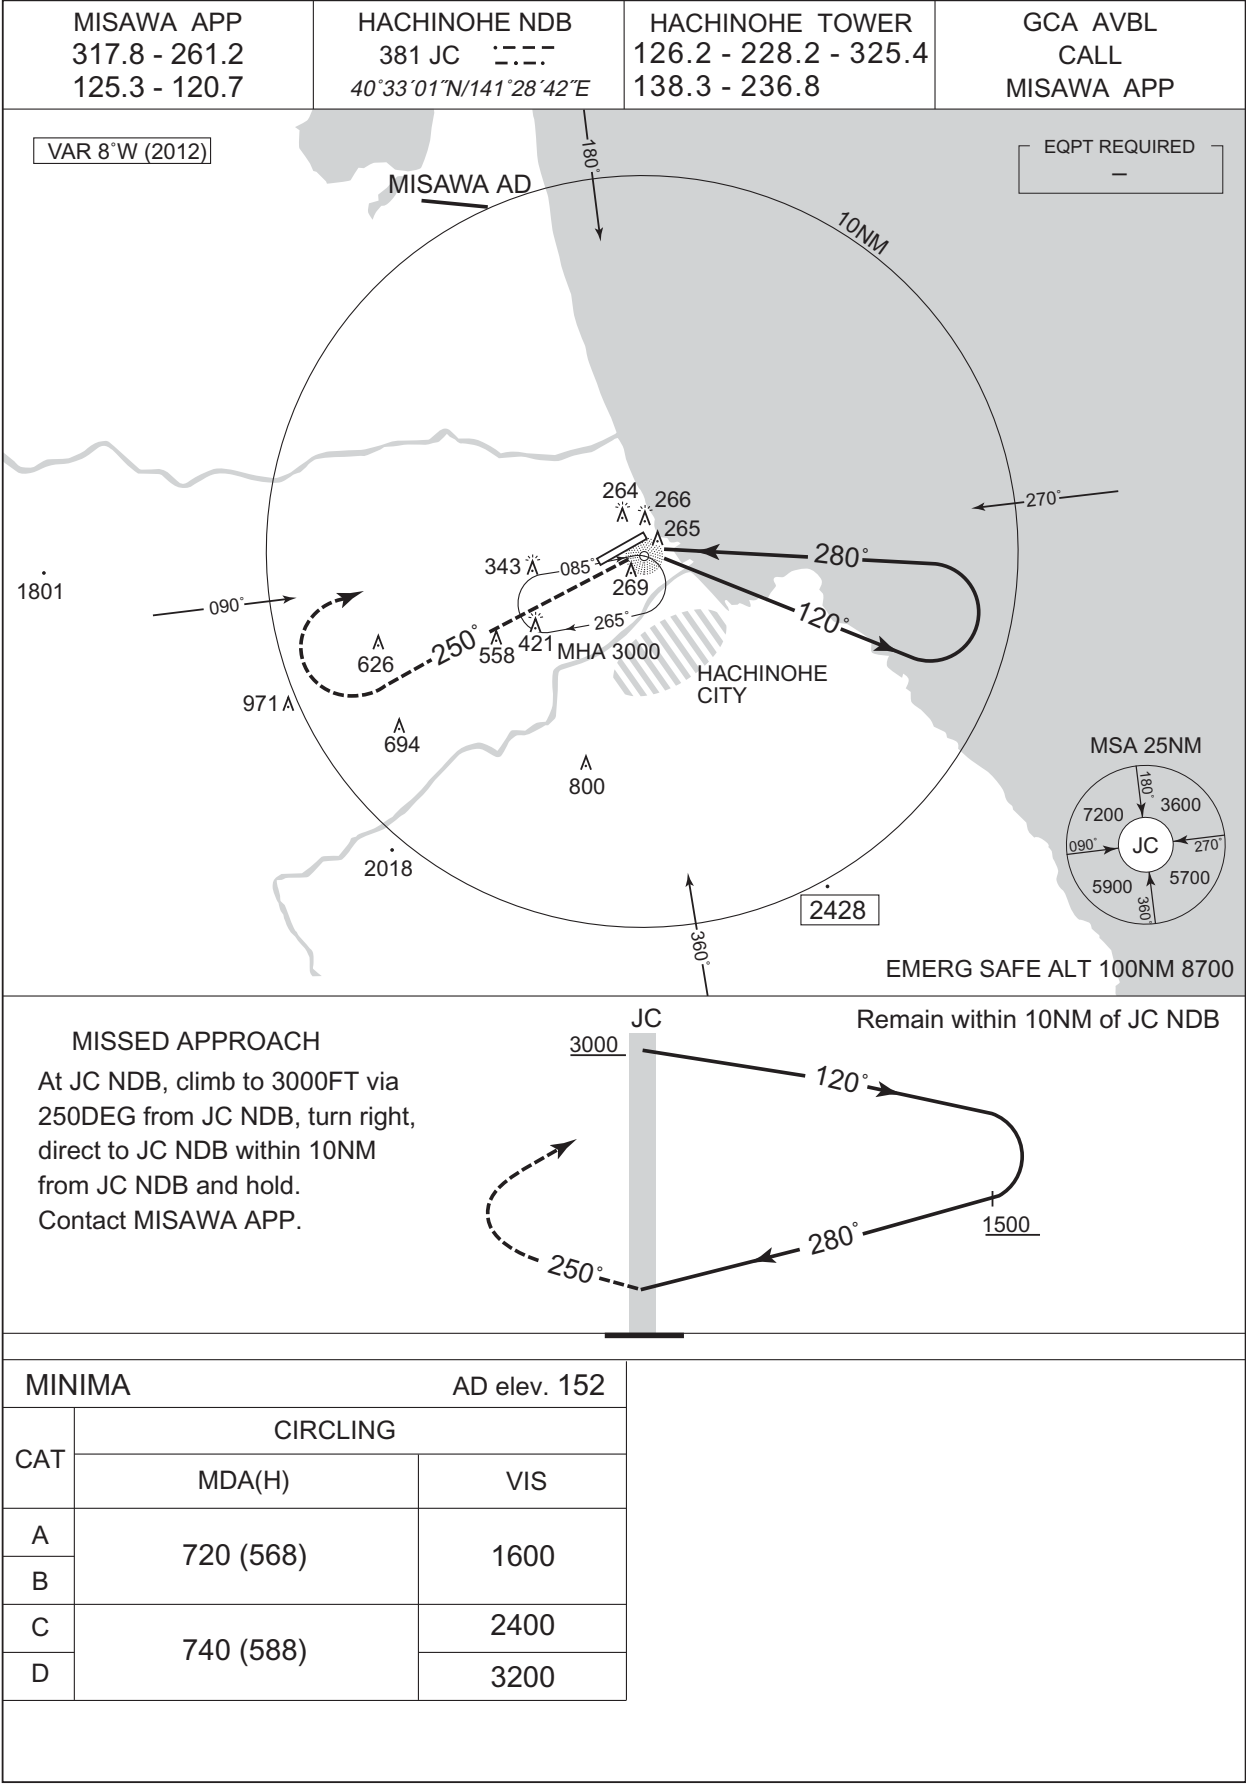 MISAWA APP
317.8 - 261.2
125.3 - 120.7
HACHINOHE NDB
381 JC
40°33´01˝N/141°28´42˝E
HACHINOHE TOWER
126.2 - 228.2 - 325.4
138.3 - 236.8
GCA AVBL
CALL
MISAWA APP
VAR 8°W (2012)
EQPT REQUIRED
–
180°
MISAWA AD
10NM
264
266
265
270°
343
085°
280°
269
1801
090°
265°
120°
421
250°
558
MHA 3000
626
HACHINOHE
CITY
971
694
800
MSA 25NM
180°
7200
3600
090°
JC
270°
5900
5700
360°
2018
2428
360°
EMERG SAFE ALT 100NM 8700
MISSED APPROACH
At JC NDB, climb to 3000FT via
250DEG from JC NDB, turn right,
direct to JC NDB within 10NM
from JC NDB and hold.
Contact MISAWA APP.
JC
Remain within 10NM of JC NDB
3000
120°
1500
280°
250°
MINIMA
AD elev. 152
CAT
CIRCLING
MDA(H)
VIS
A
720 (568)
1600
B
C
740 (588)
2400
D
3200